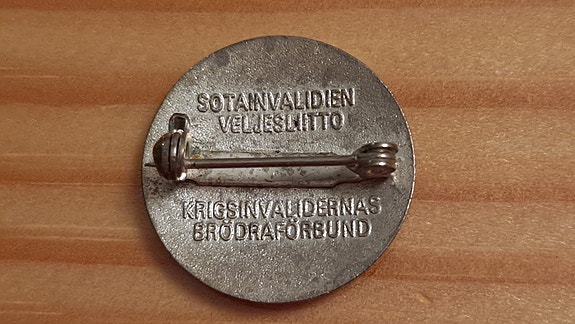 SOTAINVALIDIEN
VELJESLIITTO
KRIGSINVALIDERNAS
BRÖDRAFÖRBUND